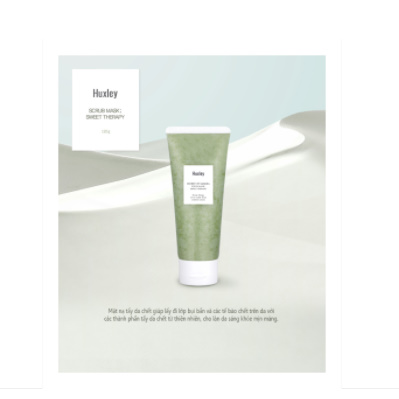 Huxley
SCRUB MASK ;
SWEET THERAPY
120g
Huxley
Mặt nạ tẩy da chết giúp lấy đi lớp bụi bẩn và các tế bào chết trên da với
các thành phần tẩy da chết từ thiên nhiên, cho làn da sáng khỏe mịn màng.